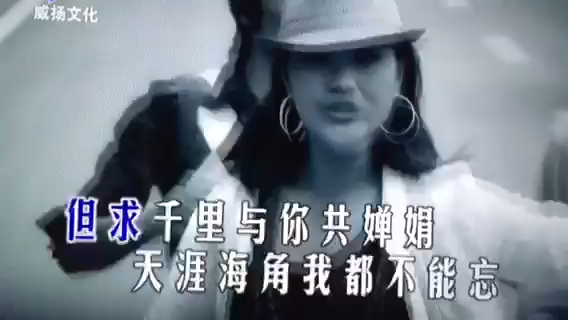 威扬文化
但求千里与你共婵娟
天涯海角我都不能忘